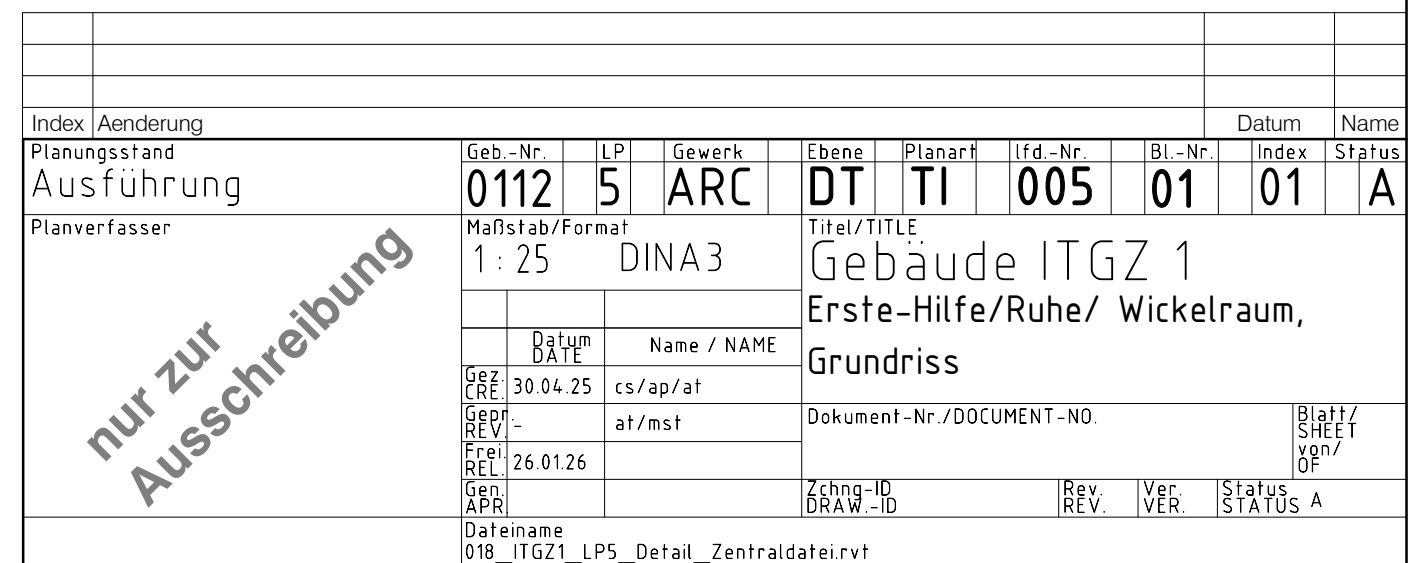 Index Aenderung Datum Name
Planungsstand Geb.-Nr. LP Gewerk Ebene Planart lfd.-Nr. Bl.-Nr. Index Status
Ausführung 0112 5 ARC DT TI 005 01 01 A
Planverfasser Maßstab/Format Titel/TITLE
1:25 DINA3 Gebäude ITGZ 1
Erste-Hilfe/Ruhe/ Wickelraum,
Grundriss
nur zur
Ausschreibung
Datum Name / NAME
DATE
Gez. 30.04.25 cs/ap/at
CRE.
Gepr. - at/mst
REV.
Frei. 26.01.26
REL.
Gen.
APR.
Dokument-Nr./DOCUMENT-NO. Blatt/
SHEET
von/
OF
Zchng-ID Rev. Ver. Status
DRAW.-ID REV. VER. STATUS A
Dateiname
018_ITGZ1_LP5_Detail_Zentraldatei.rvt